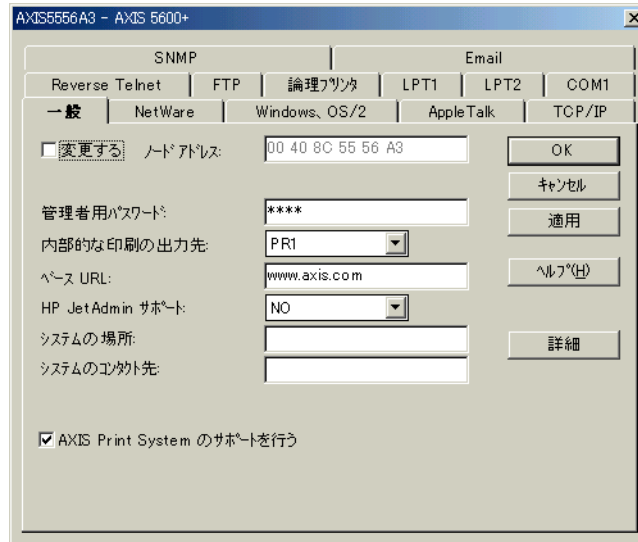 AXIS5556A3 - AXIS 5600+
SNMP
Email
Reverse Telnet
FTP
論理プリンタ
LPT1
LPT2
COM1
一般
NetWare
Windows、OS/2
AppleTalk
TCP/IP
変更する
ノードアドレス:
00 40 8C 55 56 A3
OK
キャンセル
管理者用パスワード:
****
適用
内部的な印刷の出力先:
PR1
ベース URL:
www.axis.com
ヘルプ(H)
HP JetAdmin サポート:
NO
システムの場所:
詳細
システムのコンタクト先:
AXIS Print System のサポートを行う